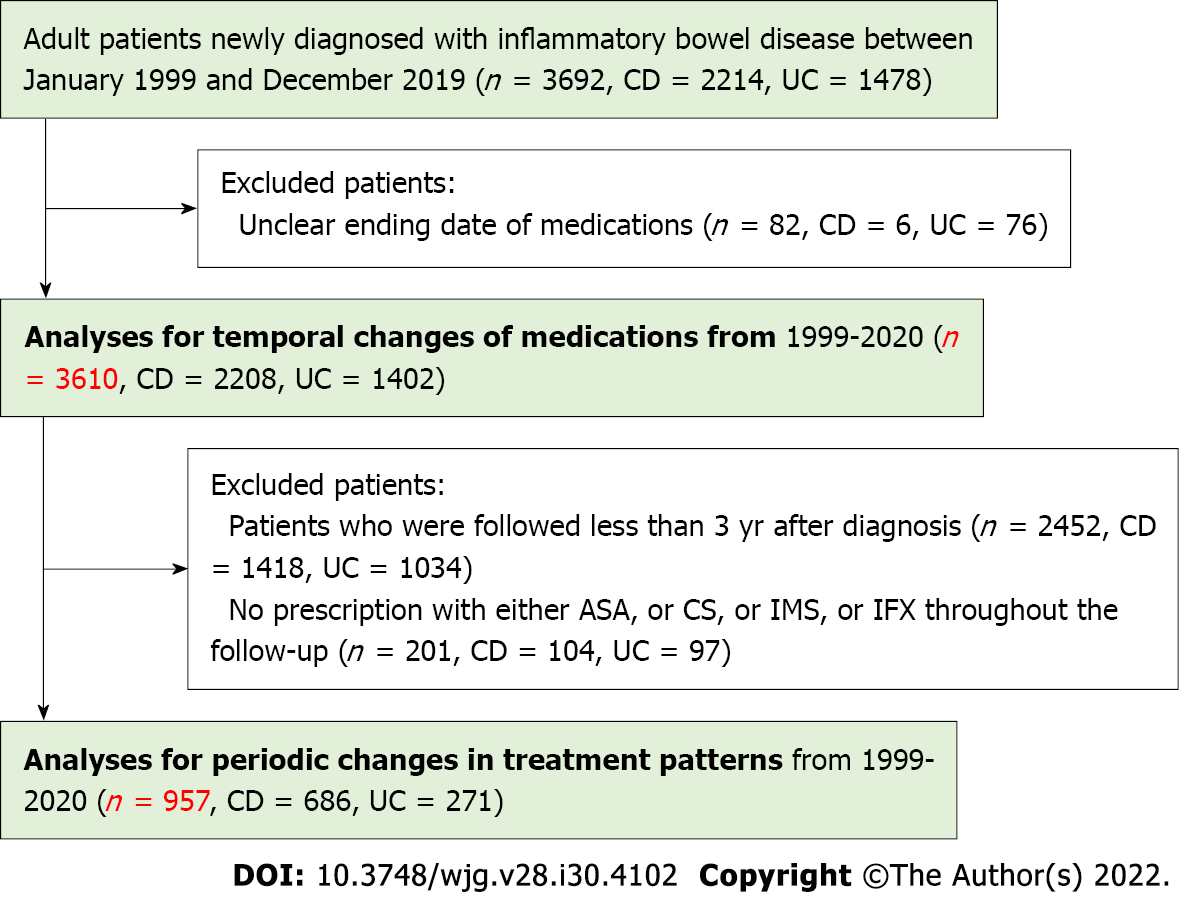 Adult patients newly diagnosed with inflammatory bowel disease between
January 1999 and December 2019 (n = 3692, CD = 2214, UC = 1478)
Excluded patients:
Unclear ending date of medications (n = 82, CD = 6, UC = 76)
Analyses for temporal changes of medications from 1999-2020 (n
= 3610, CD = 2208, UC = 1402)
Excluded patients:
Patients who were followed less than 3 yr after diagnosis (n = 2452, CD
= 1418, UC = 1034)
No prescription with either ASA, or CS, or IMS, or IFX throughout the
follow-up (n = 201, CD = 104, UC = 97)
Analyses for periodic changes in treatment patterns from 1999-
2020 (n = 957, CD = 686, UC = 271)
DOI: 10.3748/wjg.v28.i30.4102 Copyright ©The Author(s) 2022.